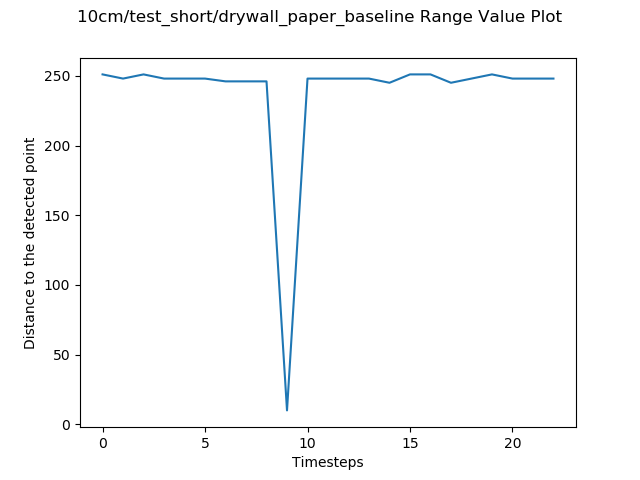 10cm/test_short/drywall_paper_baseline Range Value Plot
250
200
150
100
50
0
Distance to the detected point
0 5 10 15 20
Timesteps